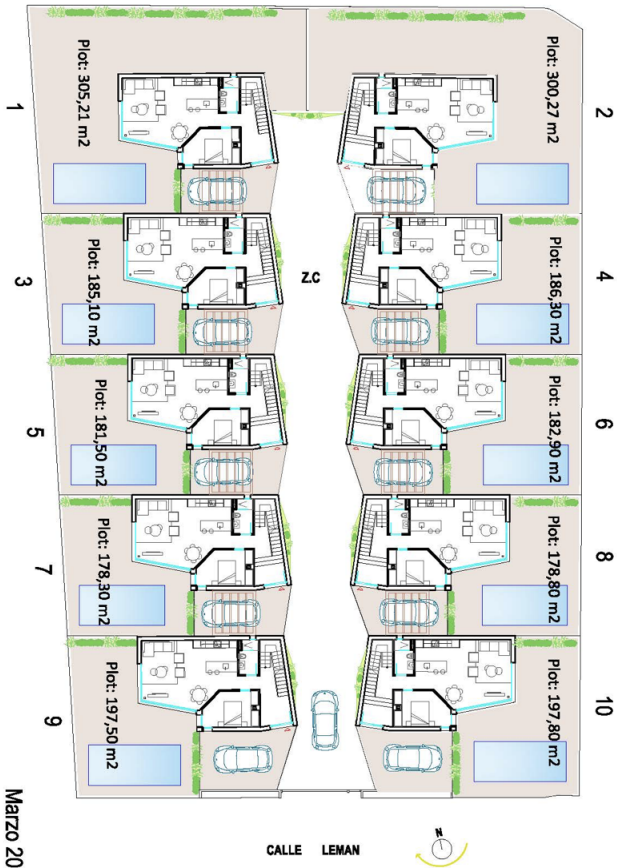 1
Plot: 305,21 m2
Plot: 300,27 m2
2
3
Plot: 185,10 m2
Z.C
Plot: 186,30 m2
4
5
Plot: 181,50 m2
Plot: 182,90 m2
6
7
Plot: 178,30 m2
Plot: 178,80 m2
8
9
Plot: 197,50 m2
Plot: 197,80 m2
10
Marzo 20
CALLE LEMAN
N